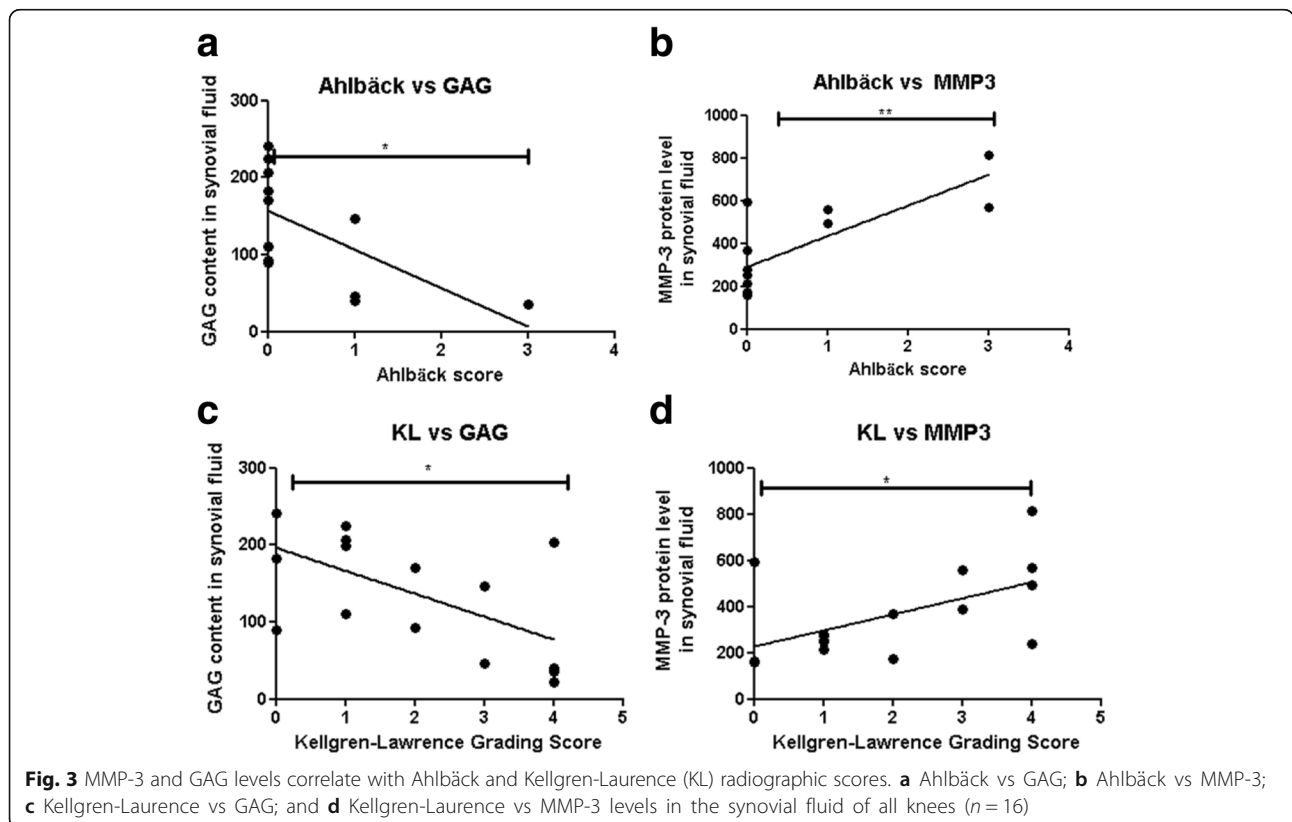 a
Ahlbäck vs GAG
*
GAG content in synovial fluid
300
200
100
0
0 1 2 3 4
Ahlbäck score
b
Ahlbäck vs MMP3
**
MMP-3 protein level
in synovial fluid
1000
800
600
400
200
0
0 1 2 3 4
Ahlbäck score
c
KL vs GAG
*
GAG content in synovial fluid
300
200
100
0
0 1 2 3 4 5
Kellgren-Lawrence Grading Score
d
KL vs MMP3
*
MMP-3 protein level
in synovial fluid
1000
800
600
400
200
0
0 1 2 3 4 5
Kellgren-Lawrence Grading Score
Fig. 3 MMP-3 and GAG levels correlate with Ahlbäck and Kellgren-Laurence (KL) radiographic scores. a Ahlbäck vs GAG; b Ahlbäck vs MMP-3;
c Kellgren-Laurence vs GAG; and d Kellgren-Laurence vs MMP-3 levels in the synovial fluid of all knees (n = 16)